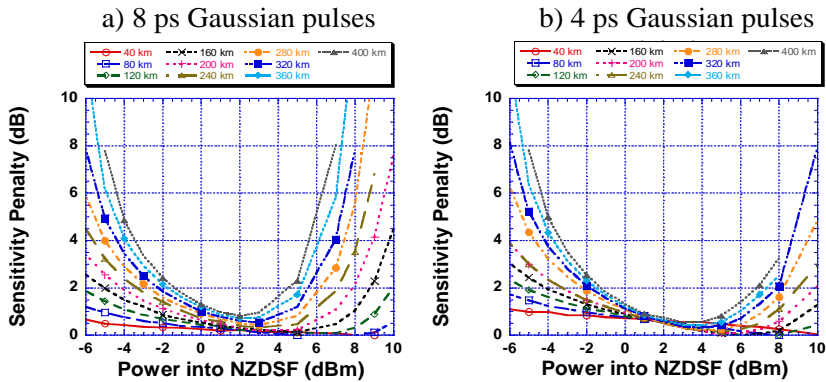 a) 8 ps Gaussian pulses
40 km 160 km 280 km 400 km
80 km 200 km 320 km
120 km 240 km 360 km
10
8
6
4
2
0
Sensitivity Penalty (dB)
-6 -4 -2 0 2 4 6 8 10
Power into NZDSF (dBm)
b) 4 ps Gaussian pulses
40 km 160 km 280 km 400 km
80 km 200 km 320 km
120 km 240 km 360 km
10
8
6
4
2
0
Sensitivity Penalty (dB)
-6 -4 -2 0 2 4 6 8 10
Power into NZDSF (dBm)